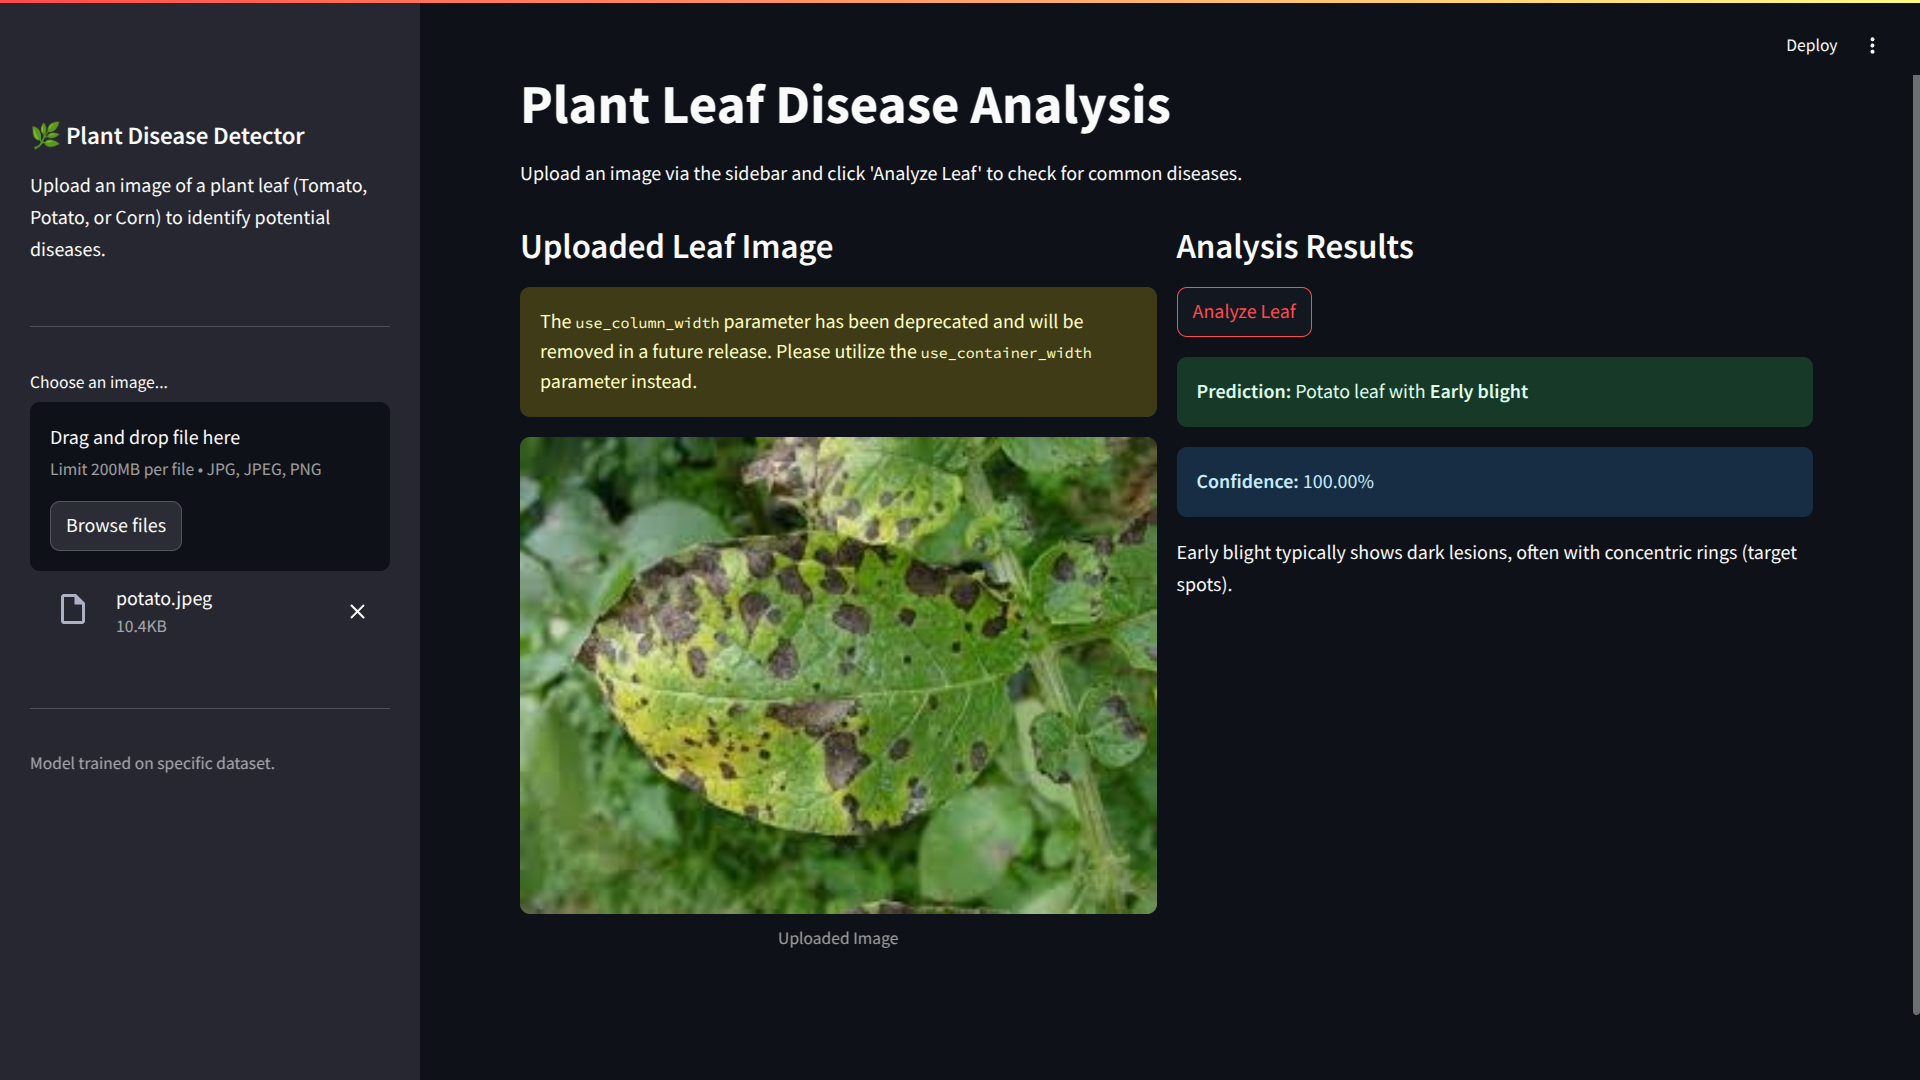 Deploy
🌿 Plant Disease Detector
Upload an image of a plant leaf (Tomato,
Potato, or Corn) to identify potential
diseases.
Choose an image...
Drag and drop file here
Limit 200MB per file • JPG, JPEG, PNG
Browse files
potato.jpeg
10.4KB
Model trained on specific dataset.
Plant Leaf Disease Analysis
Upload an image via the sidebar and click 'Analyze Leaf' to check for common diseases.
Uploaded Leaf Image
The use_column_width parameter has been deprecated and will be
removed in a future release. Please utilize the use_container_width
parameter instead.
Uploaded Image
Analysis Results
Analyze Leaf
Prediction: Potato leaf with Early blight
Confidence: 100.00%
Early blight typically shows dark lesions, often with concentric rings (target
spots).